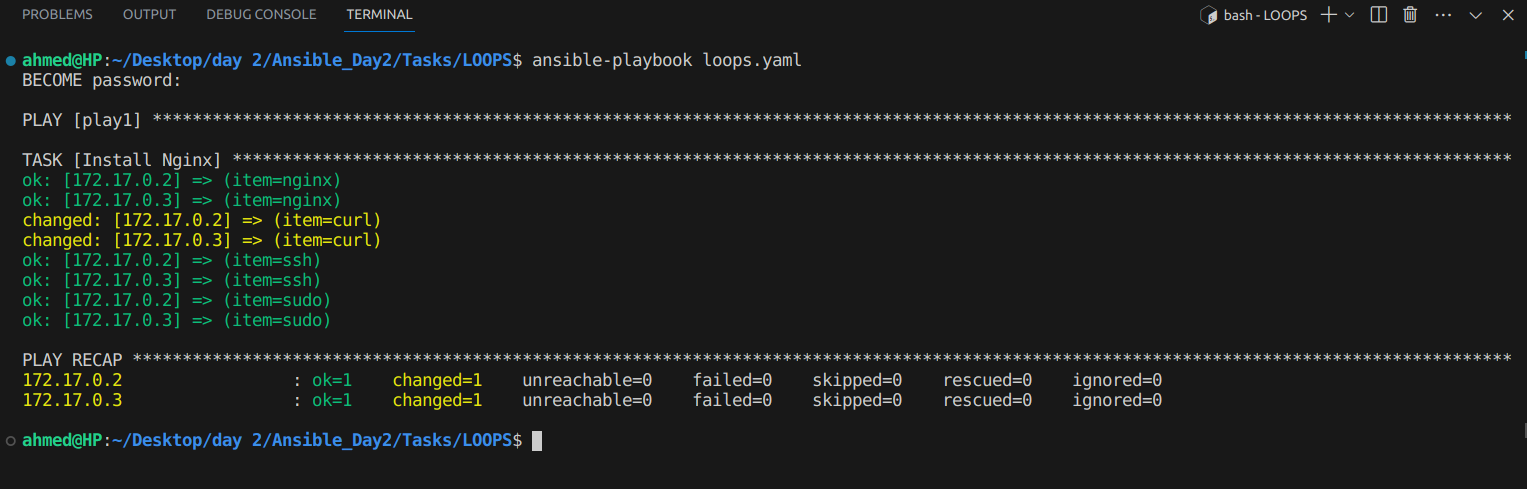 PROBLEMS OUTPUT DEBUG CONSOLE TERMINAL bash - LOOPS
ahmed@HP:~/Desktop/day 2/Ansible_Day2/Tasks/LOOPS$ ansible-playbook loops.yaml
BECOME password:
PLAY [play1] ****************************************************************************************************************************************
TASK [Install Nginx] ********************************************************************************************************************************
ok: [172.17.0.2] => (item=nginx)
ok: [172.17.0.3] => (item=nginx)
changed: [172.17.0.2] => (item=curl)
changed: [172.17.0.3] => (item=curl)
ok: [172.17.0.2] => (item=ssh)
ok: [172.17.0.3] => (item=ssh)
ok: [172.17.0.2] => (item=sudo)
ok: [172.17.0.3] => (item=sudo)
PLAY RECAP ******************************************************************************************************************************************
172.17.0.2 : ok=1 changed=1 unreachable=0 failed=0 skipped=0 rescued=0 ignored=0
172.17.0.3 : ok=1 changed=1 unreachable=0 failed=0 skipped=0 rescued=0 ignored=0
ahmed@HP:~/Desktop/day 2/Ansible_Day2/Tasks/LOOPS$